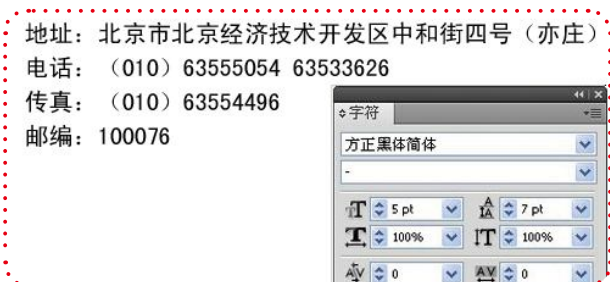 地址：北京市北京经济技术开发区中和街四号（亦庄）
电话：（010）63555054 63533626
传真：（010）63554496
邮编：100076
字符
方正黑体简体
-
5 pt
7 pt
100%
100%
0
0